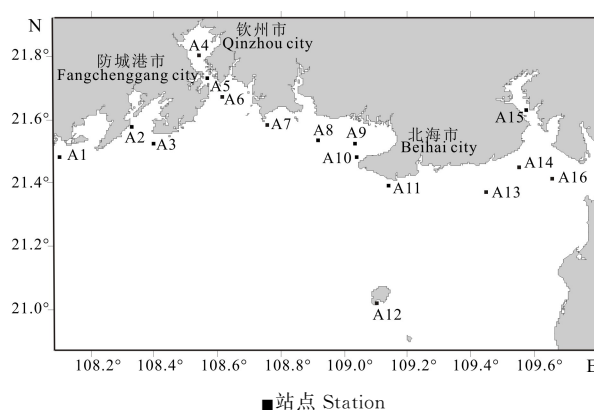 N
钦州市
Qinzhou city
A4
21.8°
防城港市
Fangchenggang city
A5
A6
21.6°
A2
A3
A7
A8
A9
北海市
Beihai city
A15
A1
A10
A14
21.4°
A11
A13
A16
21.2°
21.0°
A12
108.2° 108.4° 108.6° 108.8° 109.0° 109.2° 109.4° 109.6° E
■站点 Station